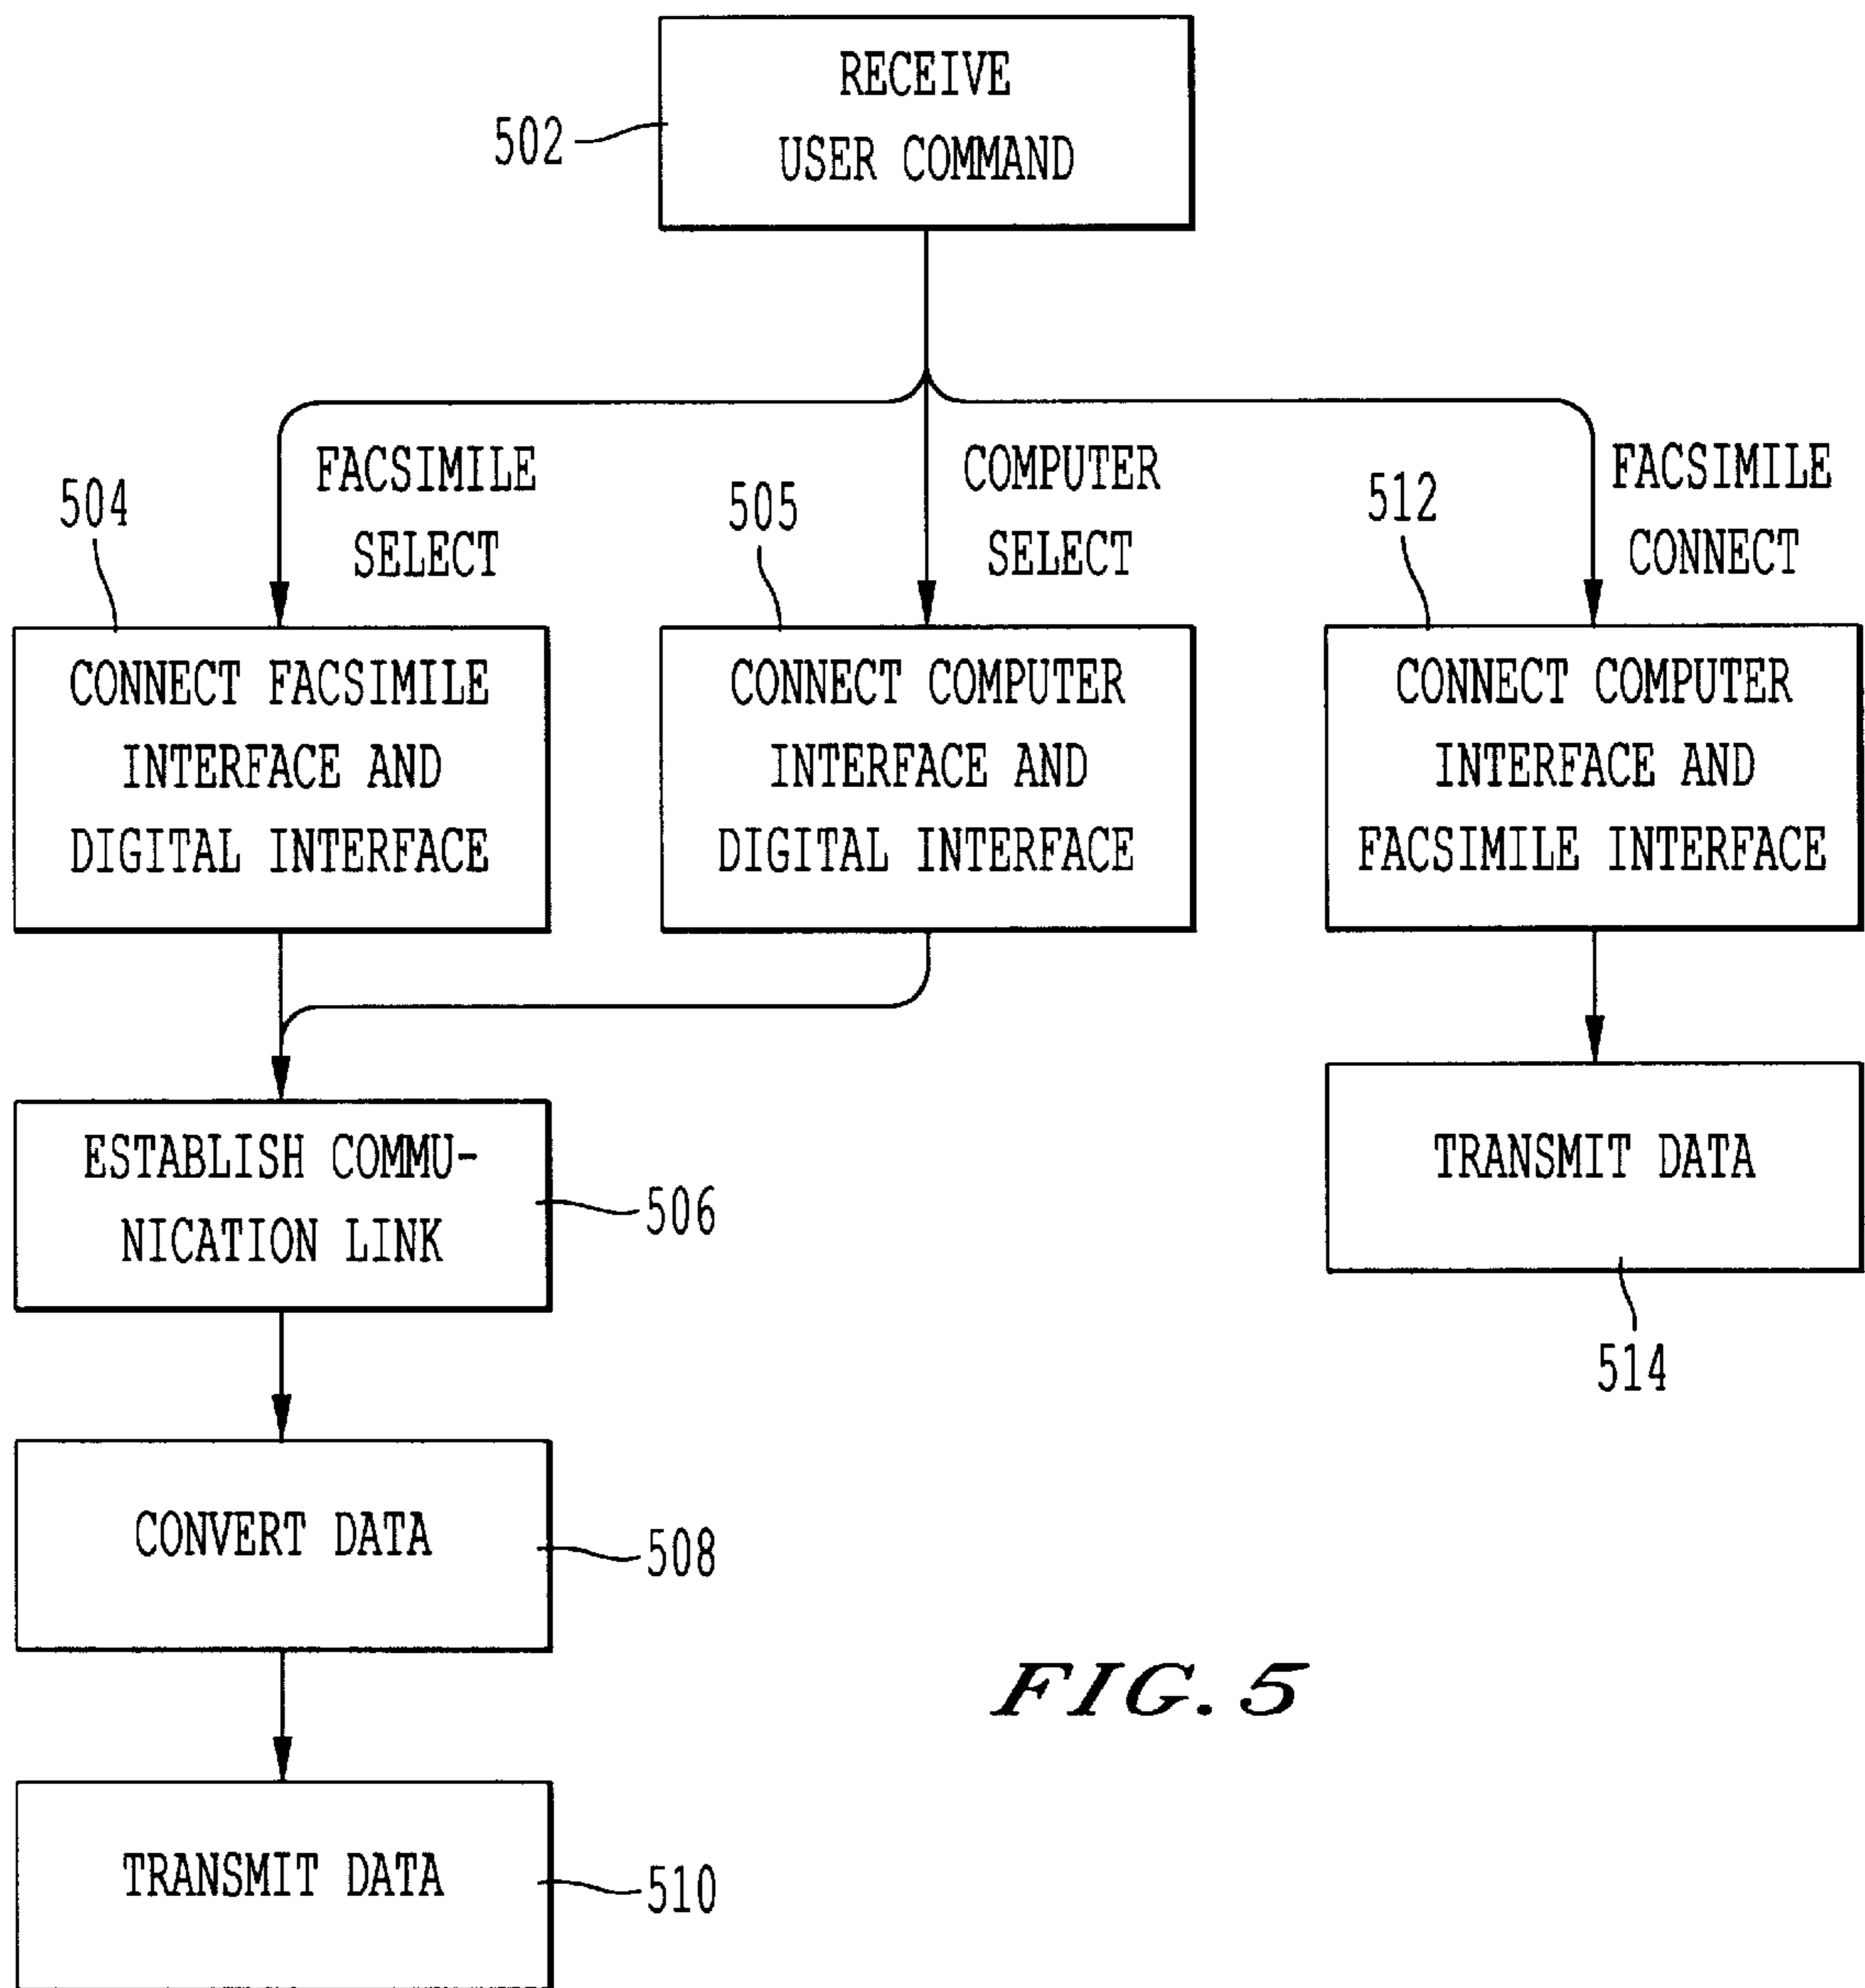 RECEIVE
USER COMMAND
502
FACSIMILE
SELECT
COMPUTER
SELECT
FACSIMILE
CONNECT
504
505
512
CONNECT FACSIMILE
INTERFACE AND
DIGITAL INTERFACE
CONNECT COMPUTER
INTERFACE AND
DIGITAL INTERFACE
CONNECT COMPUTER
INTERFACE AND
FACSIMILE INTERFACE
ESTABLISH COMMU-
NICATION LINK
506
TRANSMIT DATA
514
CONVERT DATA
508
TRANSMIT DATA
510
FIG. 5